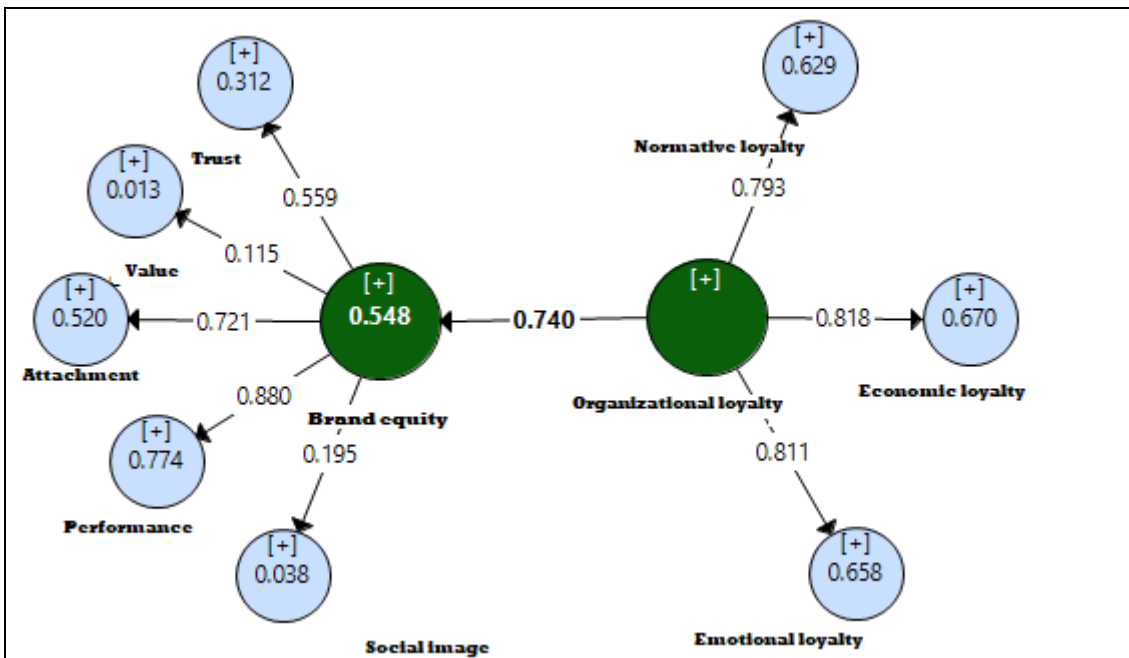 [+]
0.312
Trust
[+]
0.013
Value
[+]
0.520
Attachment
[+]
0.774
Performance
[+]
0.038
Social image
0.559
0.115
0.721
0.880
0.195
[+]
0.548
Brand equity
0.740
[+]
Organizational loyalty
0.793
0.818
0.811
[+]
0.629
Normative loyalty
[+]
0.670
Economic loyalty
[+]
0.658
Emotional loyalty